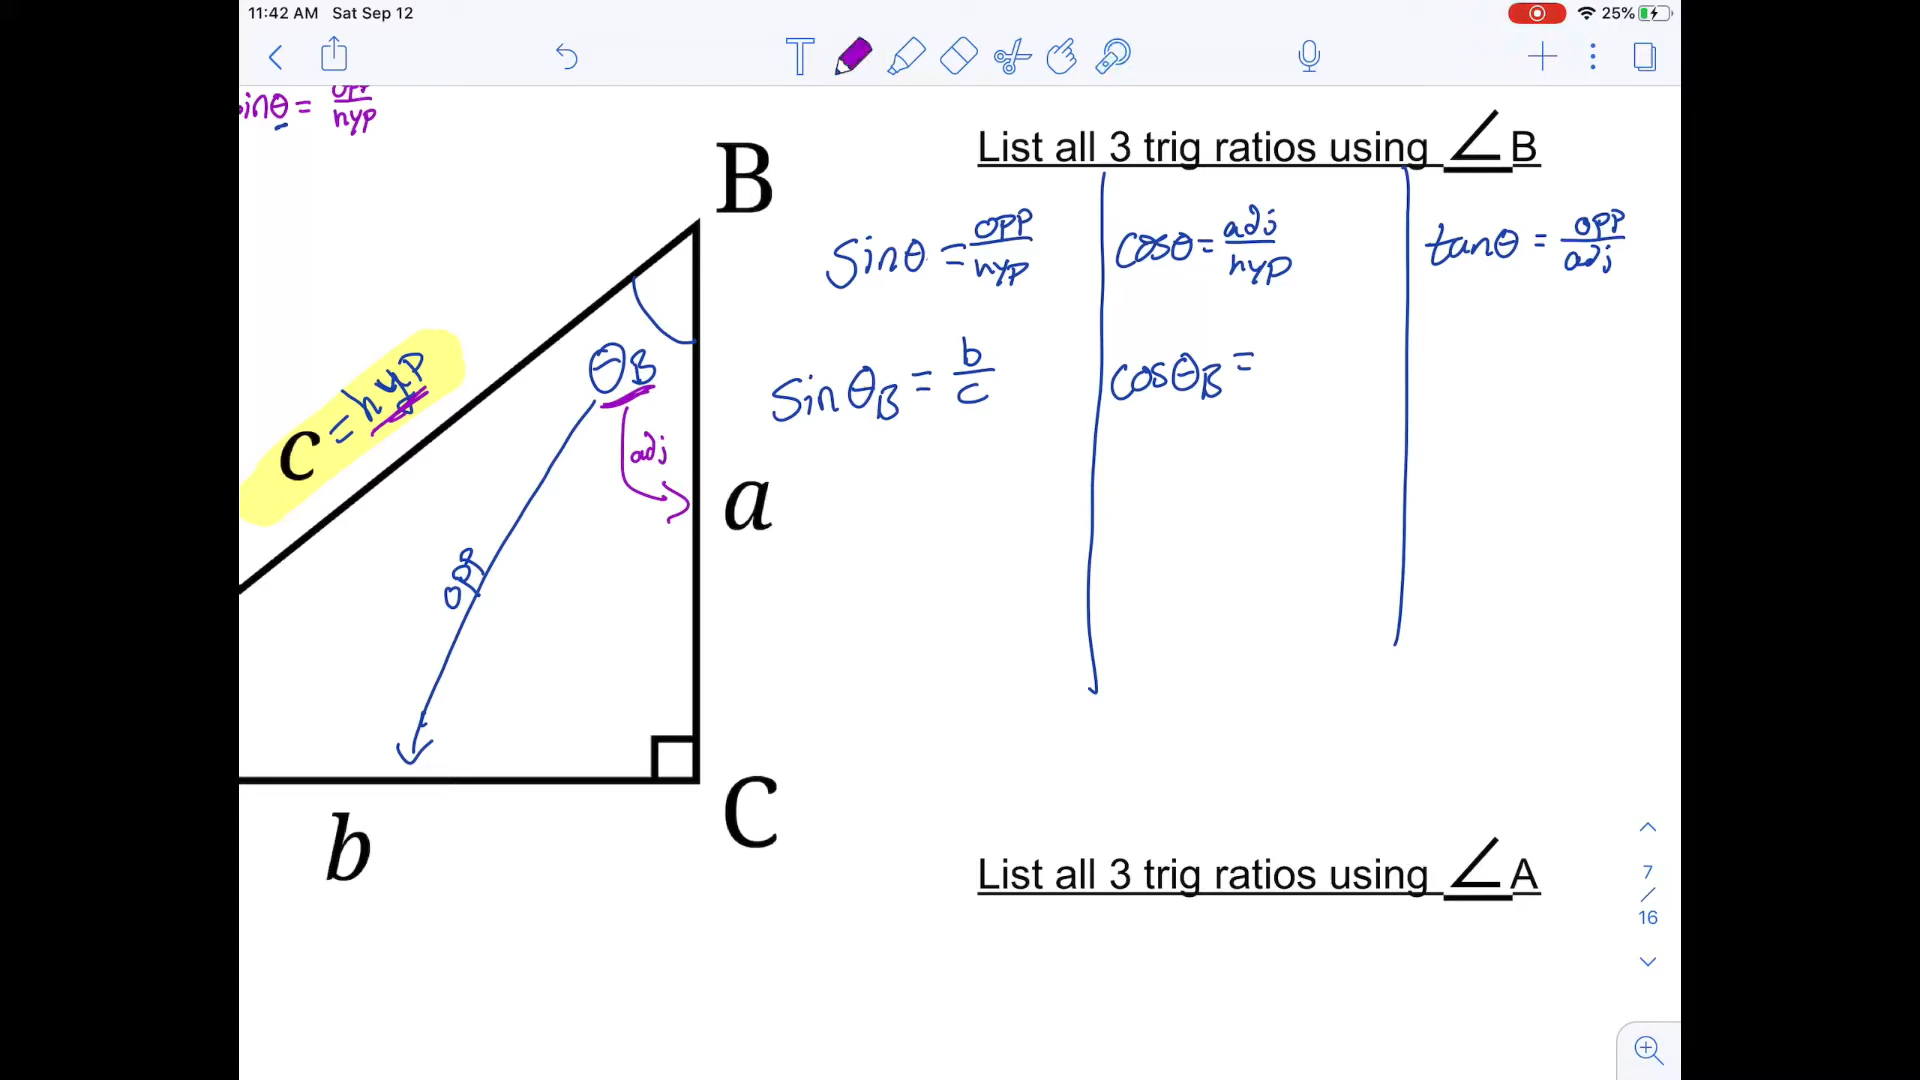 11:42 AM Sat Sep 12
25%
sinθ = opp/hyp
B
List all 3 trig ratios using ∠B
sinθ = opp/hyp
cosθ = adj/hyp
tanθ = opp/adj
θB
sinθB = b/c
cosθB =
c = hyp
adj
a
opp
b
C
List all 3 trig ratios using ∠A
7
/
16